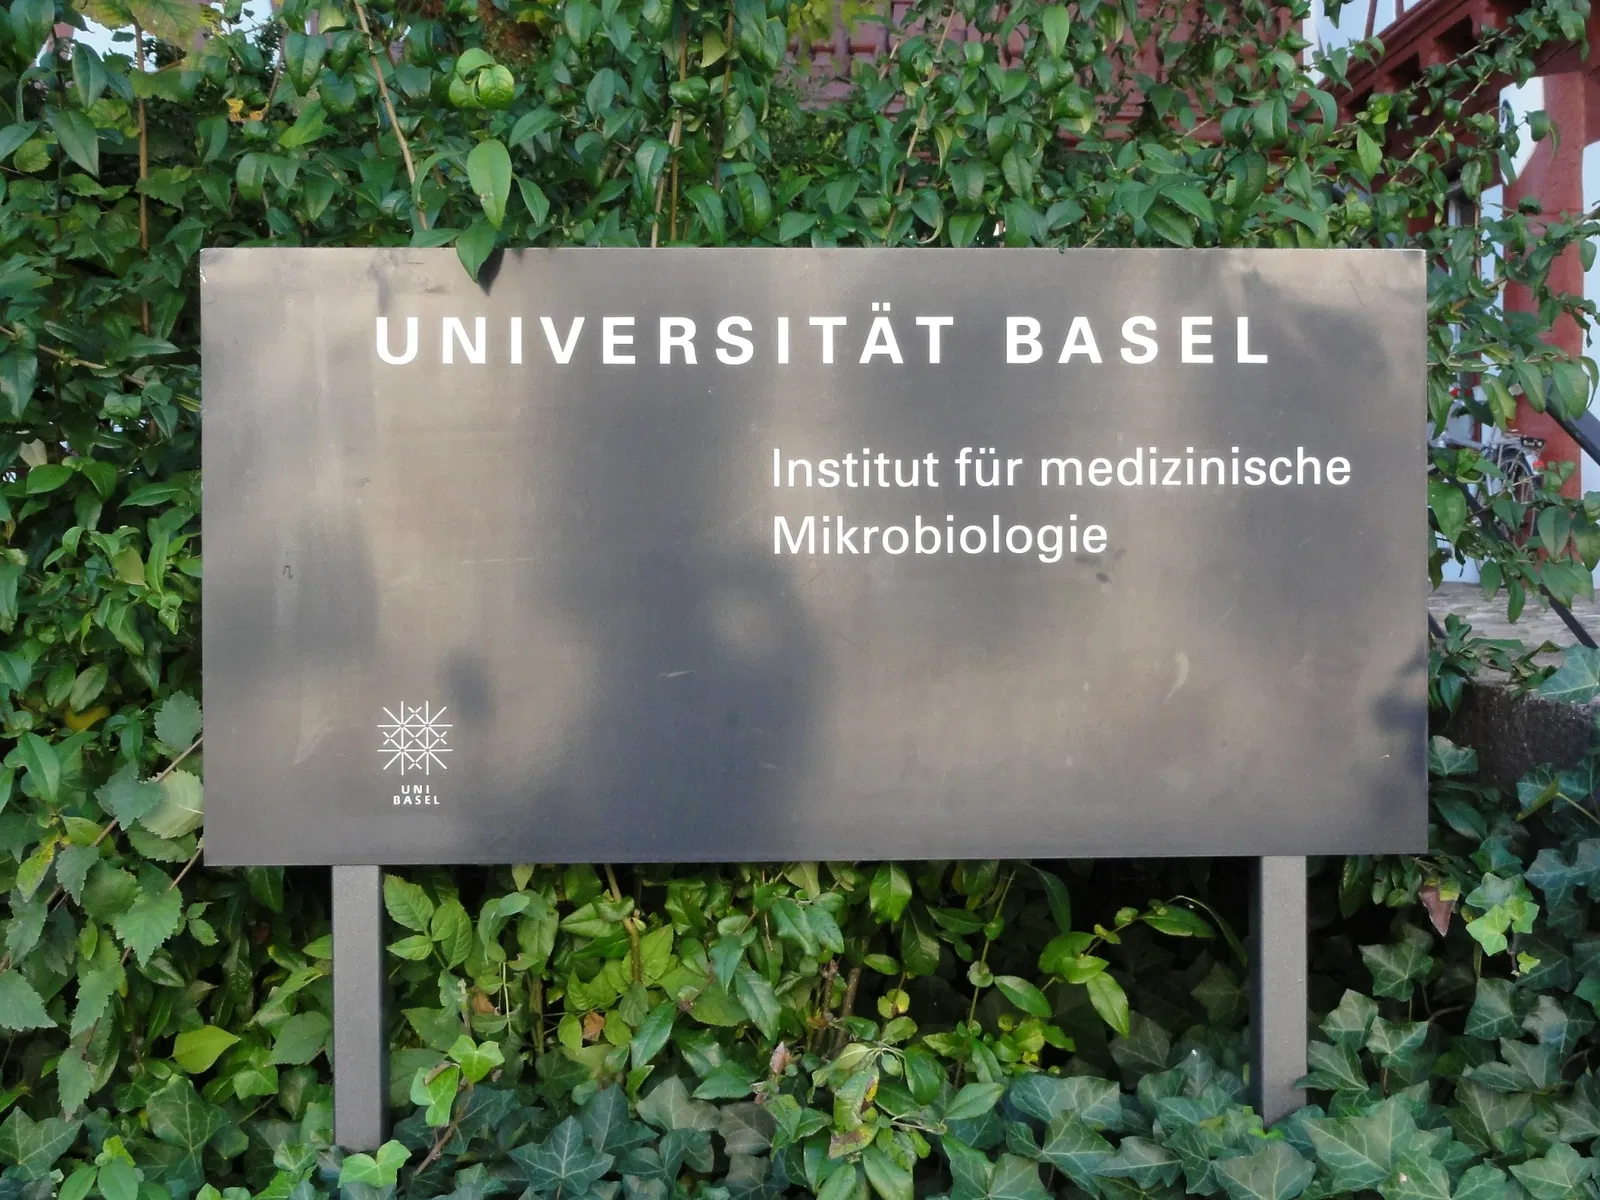 UNIVERSITÄT BASEL
Institut für medizinische
Mikrobiologie
UNI
BASEL